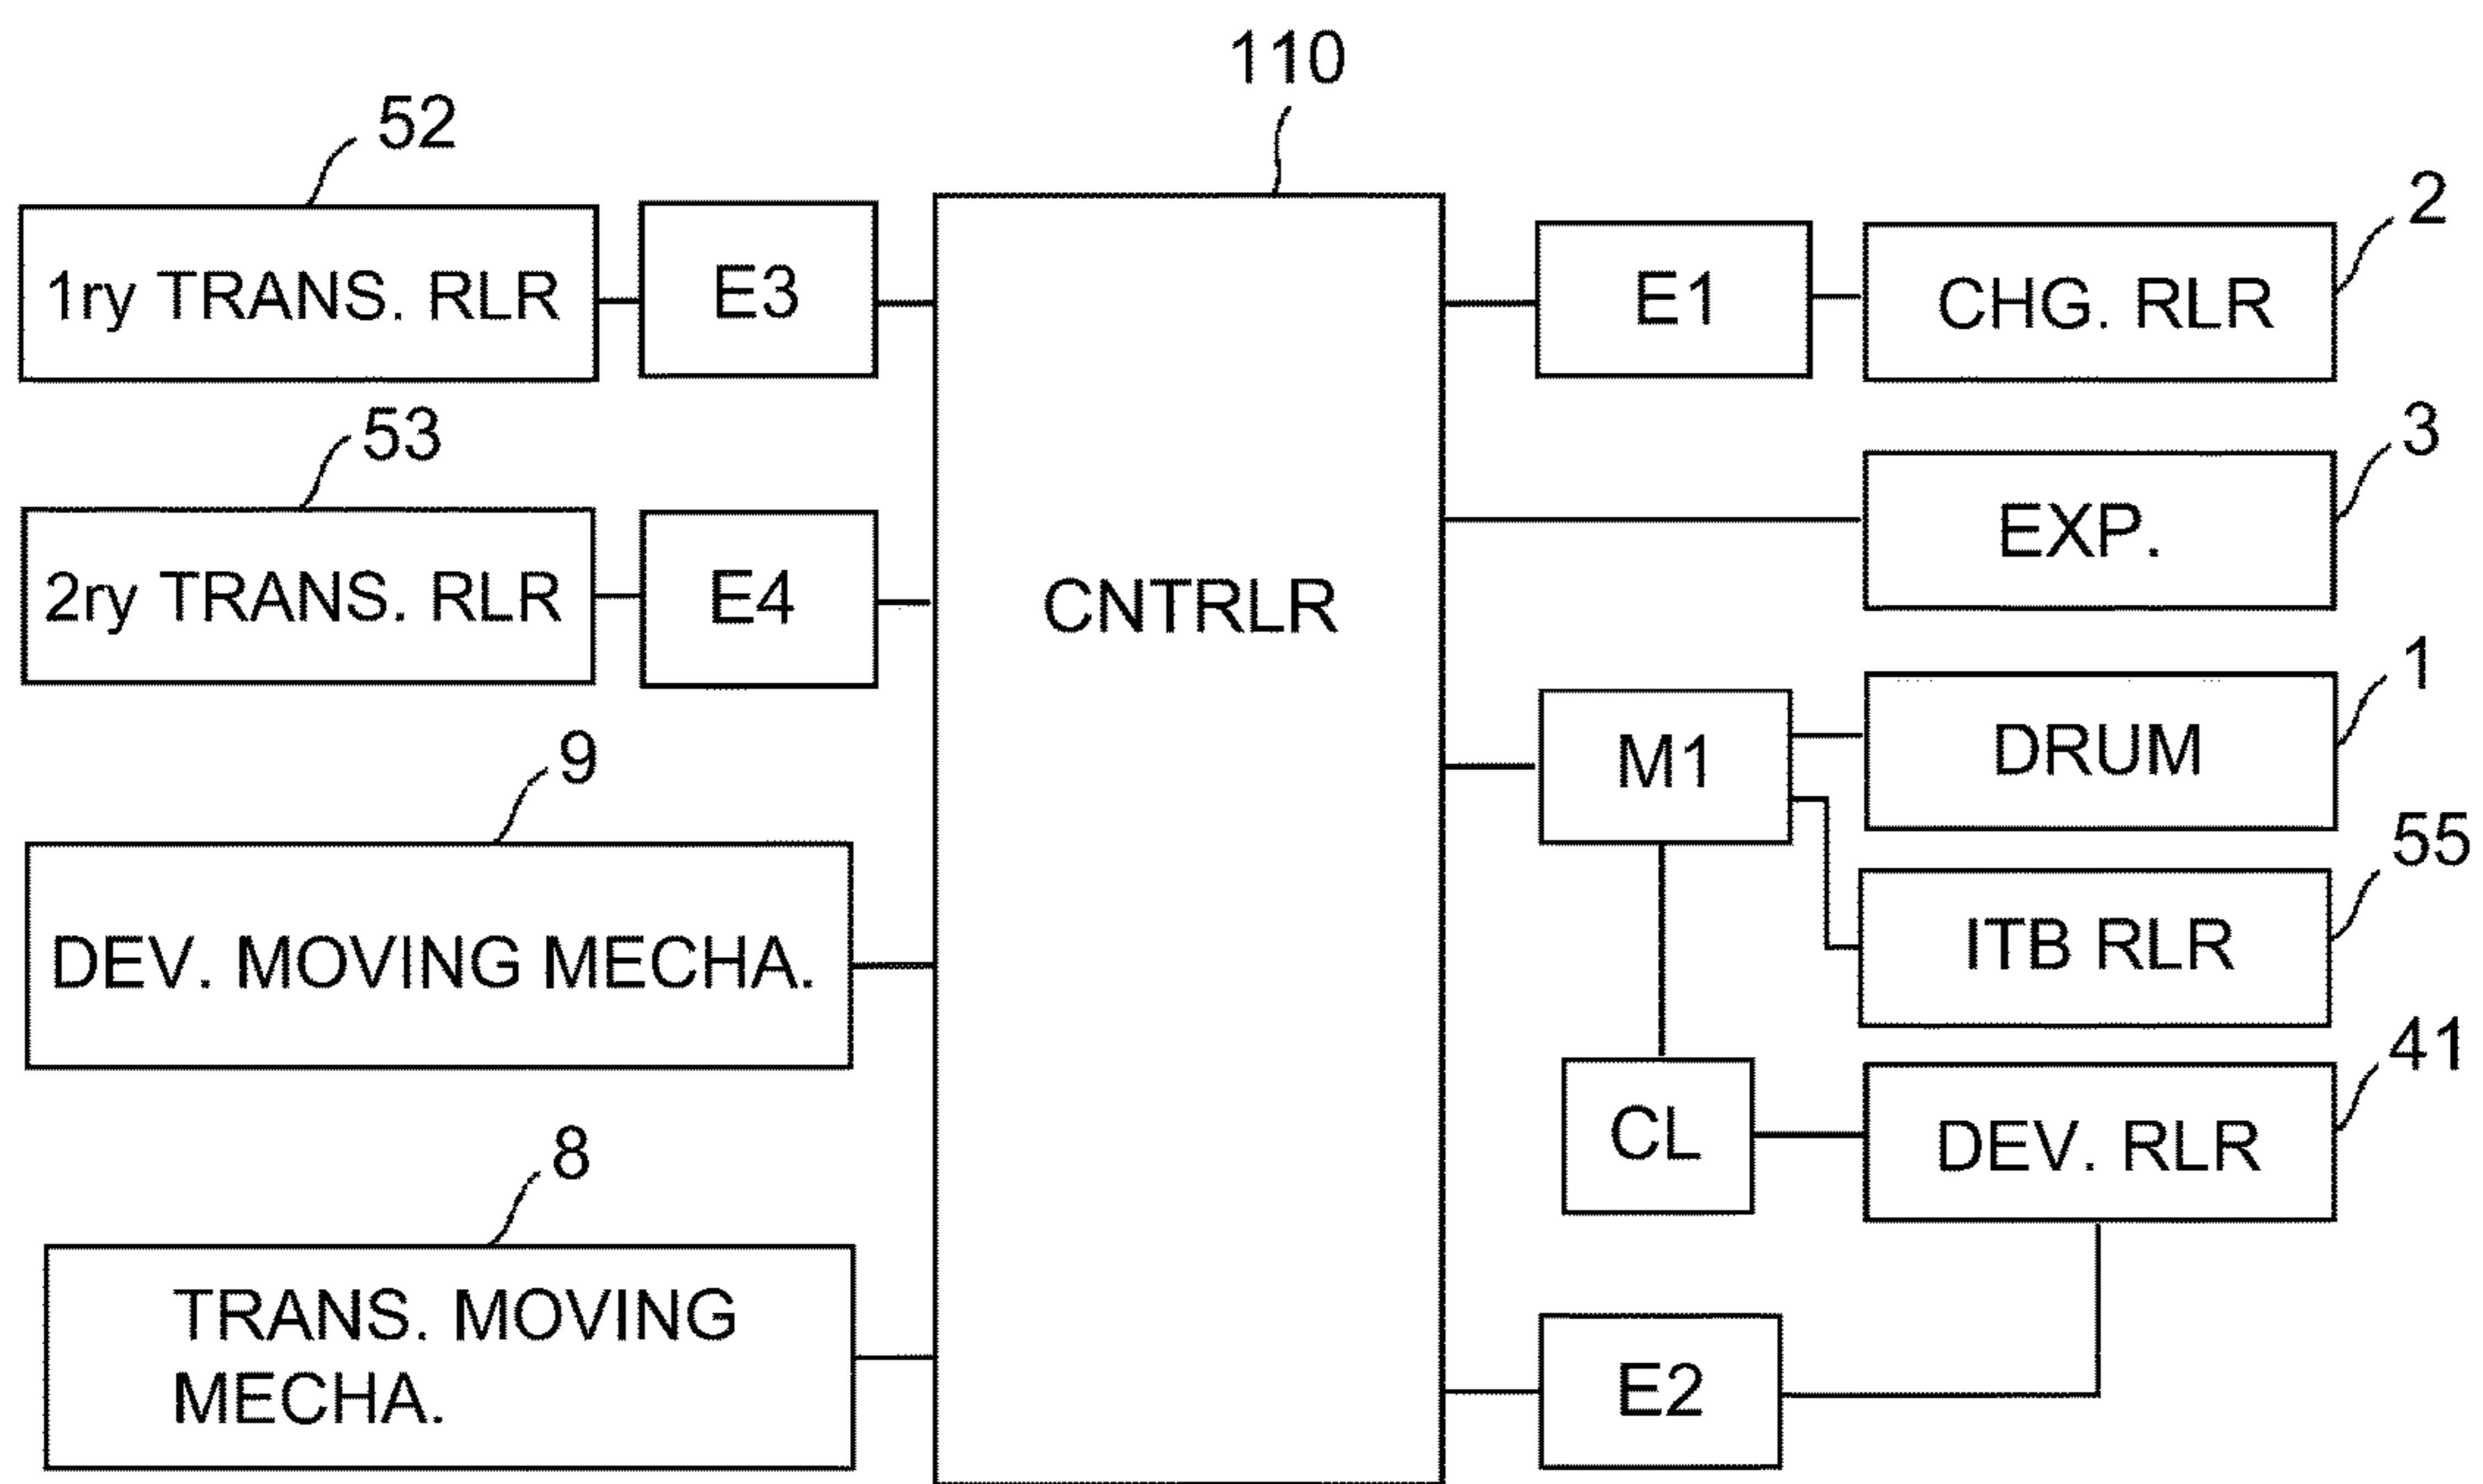 110
52
1ry TRANS. RLR
E3
53
2ry TRANS. RLR
E4
9
DEV. MOVING MECHA.
8
TRANS. MOVING
MECHA.
CNTRLR
E1
2
CHG. RLR
3
EXP.
M1
1
DRUM
55
ITB RLR
CL
41
DEV. RLR
E2